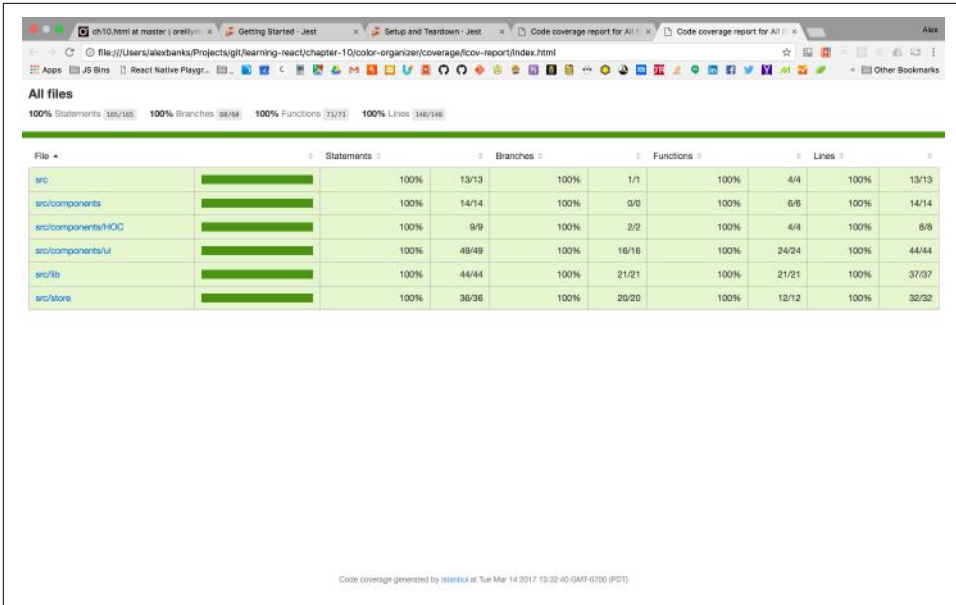 ch10.html at master | oreillym
Getting Started · Jest
Setup and Teardown · Jest
Code coverage report for All fi
Code coverage report for All fi
Alex
file:///Users/alexbanks/Projects/git/learning-react/chapter-10/color-organizer/coverage/lcov-report/index.html
Apps JS Bins React Native Playgr... Other Bookmarks
All files
100% Statements 165/165 100% Branches 60/60 100% Functions 71/71 100% Lines 148/148
File Statements Branches Functions Lines
src 100% 13/13 100% 1/1 100% 4/4 100% 13/13
src/components 100% 14/14 100% 0/0 100% 6/6 100% 14/14
src/components/HOC 100% 9/9 100% 2/2 100% 4/4 100% 8/8
src/components/ui 100% 49/49 100% 16/16 100% 24/24 100% 44/44
src/lib 100% 44/44 100% 21/21 100% 21/21 100% 37/37
src/store 100% 36/36 100% 20/20 100% 12/12 100% 32/32
Code coverage generated by istanbul at Tue Mar 14 2017 13:32:40 GMT-0700 (PDT)